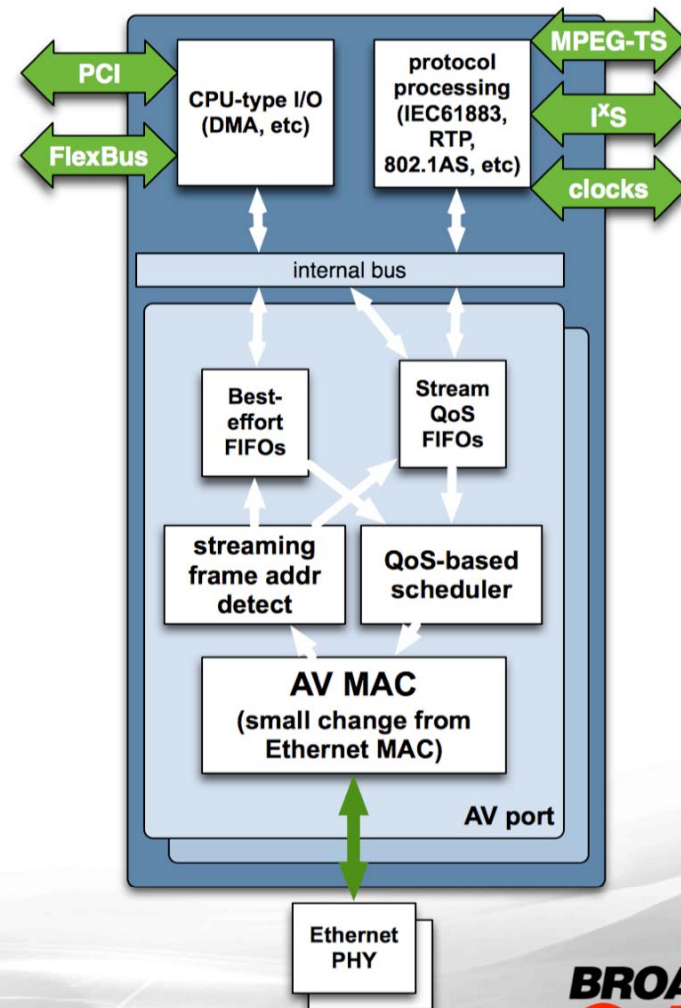 PCI
FlexBus
CPU-type I/O
(DMA, etc)
protocol
processing
(IEC61883,
RTP,
802.1AS, etc)
MPEG-TS
IˣS
clocks
internal bus
Best-
effort
FIFOs
Stream
QoS
FIFOs
streaming
frame addr
detect
QoS-based
scheduler
AV MAC
(small change from
Ethernet MAC)
AV port
Ethernet
PHY
BROA